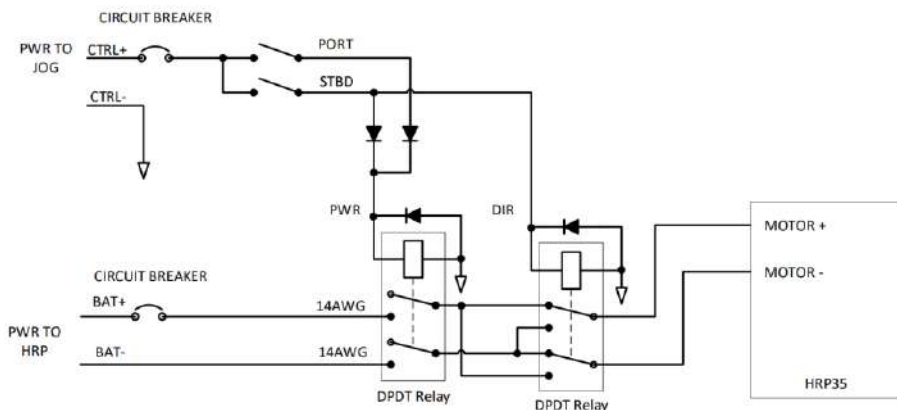 CIRCUIT BREAKER
PWR TO
JOG
CTRL+
PORT
STBD
CTRL-
PWR
DIR
MOTOR +
MOTOR -
CIRCUIT BREAKER
BAT+
14AWG
PWR TO
HRP
BAT-
14AWG
HRP35
DPDT Relay
DPDT Relay